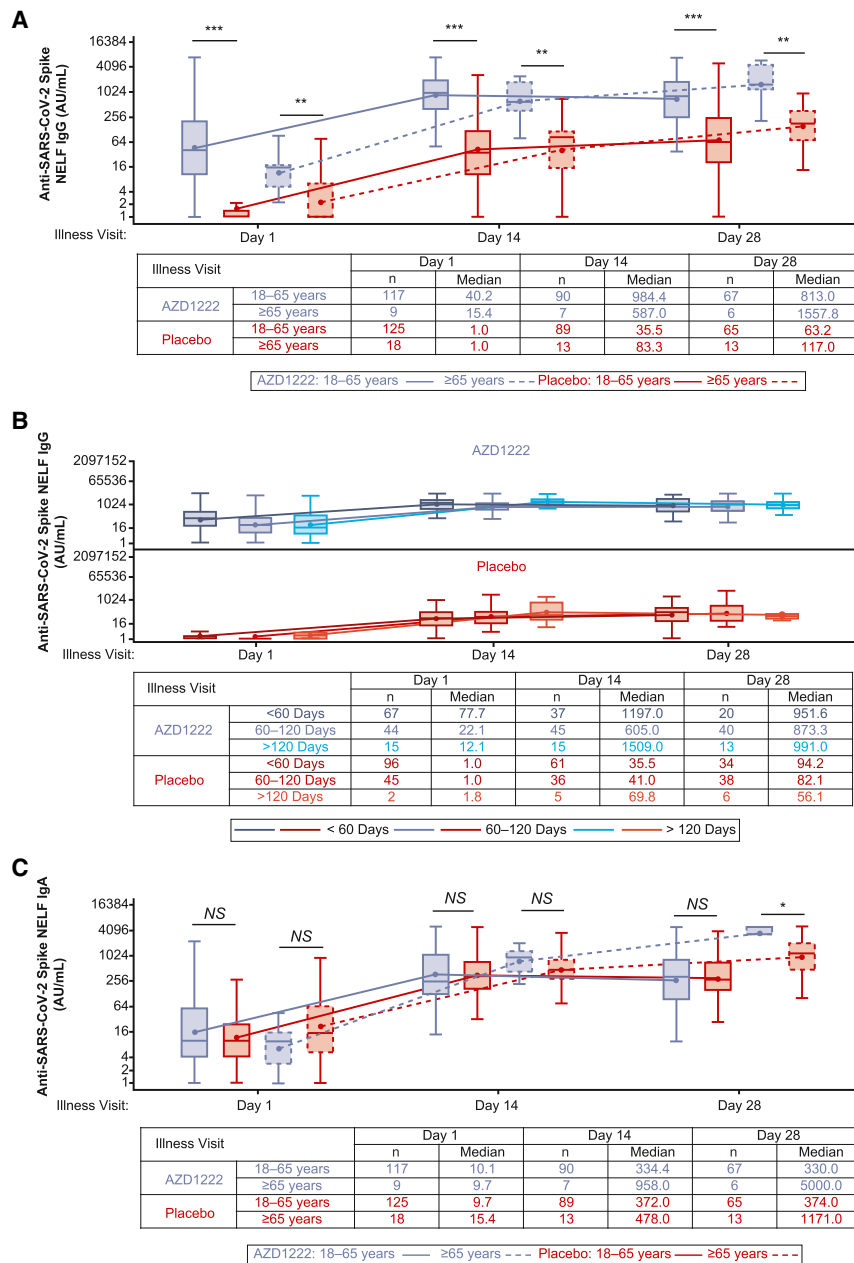 A
Anti-SARS-CoV-2 Spike
NELF IgG (AU/mL)
16384
4096
1024
256
64
16
4
2
1
***
**
***
**
***
**
Illness Visit:
Day 1
Day 14
Day 28
Illness Visit
Day 1
Day 14
Day 28
n
Median
n
Median
n
Median
AZD1222
18–65 years
117
40.2
90
984.4
67
813.0
≥65 years
9
15.4
7
587.0
6
1557.8
Placebo
18–65 years
125
1.0
89
35.5
65
63.2
≥65 years
18
1.0
13
83.3
13
117.0
AZD1222: 18–65 years
≥65 years
Placebo: 18–65 years
≥65 years
B
Anti-SARS-CoV-2 Spike NELF IgG
(AU/mL)
AZD1222
2097152
65536
1024
16
1
Placebo
2097152
65536
1024
16
1
Illness Visit:
Day 1
Day 14
Day 28
Illness Visit
Day 1
Day 14
Day 28
n
Median
n
Median
n
Median
AZD1222
<60 Days
67
77.7
37
1197.0
20
951.6
60–120 Days
44
22.1
45
605.0
40
873.3
>120 Days
15
12.1
15
1509.0
13
991.0
Placebo
<60 Days
96
1.0
61
35.5
34
94.2
60–120 Days
45
1.0
36
41.0
38
82.1
>120 Days
2
1.8
5
69.8
6
56.1
< 60 Days
60–120 Days
> 120 Days
C
Anti-SARS-CoV-2 Spike NELF IgA
(AU/mL)
16384
4096
1024
256
64
16
4
2
1
NS
NS
NS
NS
NS
*
Illness Visit:
Day 1
Day 14
Day 28
Illness Visit
Day 1
Day 14
Day 28
n
Median
n
Median
n
Median
AZD1222
18–65 years
117
10.1
90
334.4
67
330.0
≥65 years
9
9.7
7
958.0
6
5000.0
Placebo
18–65 years
125
9.7
89
372.0
65
374.0
≥65 years
18
15.4
13
478.0
13
1171.0
AZD1222: 18–65 years
≥65 years
Placebo: 18–65 years
≥65 years